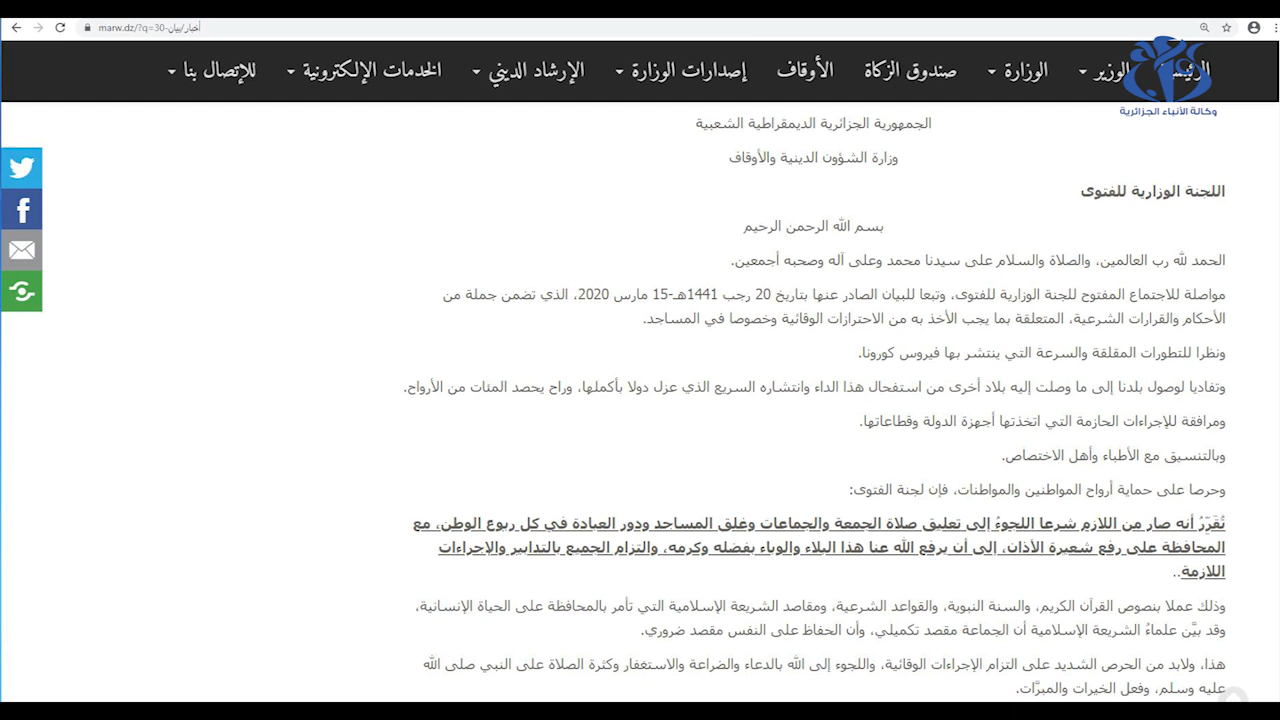 marw.dz/?q=أخبار/بيان-30
الرئيسية الوزير الوزارة صندوق الزكاة الأوقاف إصدارات الوزارة الإرشاد الديني الخدمات الإلكترونية للإتصال بنا
وكالة الأنباء الجزائرية
الجمهورية الجزائرية الديمقراطية الشعبية
وزارة الشؤون الدينية والأوقاف
اللجنة الوزارية للفتوى
بسم الله الرحمن الرحيم
الحمد لله رب العالمين، والصلاة والسلام على سيدنا محمد وعلى آله وصحبه أجمعين.
مواصلة للاجتماع المفتوح للجنة الوزارية للفتوى، وتبعا للبيان الصادر عنها بتاريخ 20 رجب 1441هـ-15 مارس 2020، الذي تضمن جملة من
الأحكام والقرارات الشرعية، المتعلقة بما يجب الأخذ به من الاحترازات الوقائية وخصوصا في المساجد.
ونظرا للتطورات المقلقة والسرعة التي ينتشر بها فيروس كورونا.
وتفاديا لوصول بلدنا إلى ما وصلت إليه بلاد أخرى من استفحال هذا الداء وانتشاره السريع الذي عزل دولا بأكملها، وراح يحصد المئات من الأرواح.
ومرافقة للإجراءات الحازمة التي اتخذتها أجهزة الدولة وقطاعاتها.
وبالتنسيق مع الأطباء وأهل الاختصاص.
وحرصا على حماية أرواح المواطنين والمواطنات، فإن لجنة الفتوى:
تُقَرِّرُ أنه صار من اللازم شرعا اللجوءُ إلى تعليق صلاة الجمعة والجماعات وغلق المساجد ودور العبادة في كل ربوع الوطن، مع
المحافظة على رفع شعيرة الأذان، إلى أن يرفع الله عنا هذا البلاء والوباء بفضله وكرمه، والتزام الجميع بالتدابير والإجراءات
اللازمة..
وذلك عملا بنصوص القرآن الكريم، والسنة النبوية، والقواعد الشرعية، ومقاصد الشريعة الإسلامية التي تأمر بالمحافظة على الحياة الإنسانية،
وقد بيَّن علماءُ الشريعة الإسلامية أن الجماعة مقصد تكميلي، وأن الحفاظ على النفس مقصد ضروري.
هذا، ولابد من الحرص الشديد على التزام الإجراءات الوقائية، واللجوء إلى الله بالدعاء والضراعة والاستغفار وكثرة الصلاة على النبي صلى الله
عليه وسلم، وفعل الخيرات والمبرَّات.